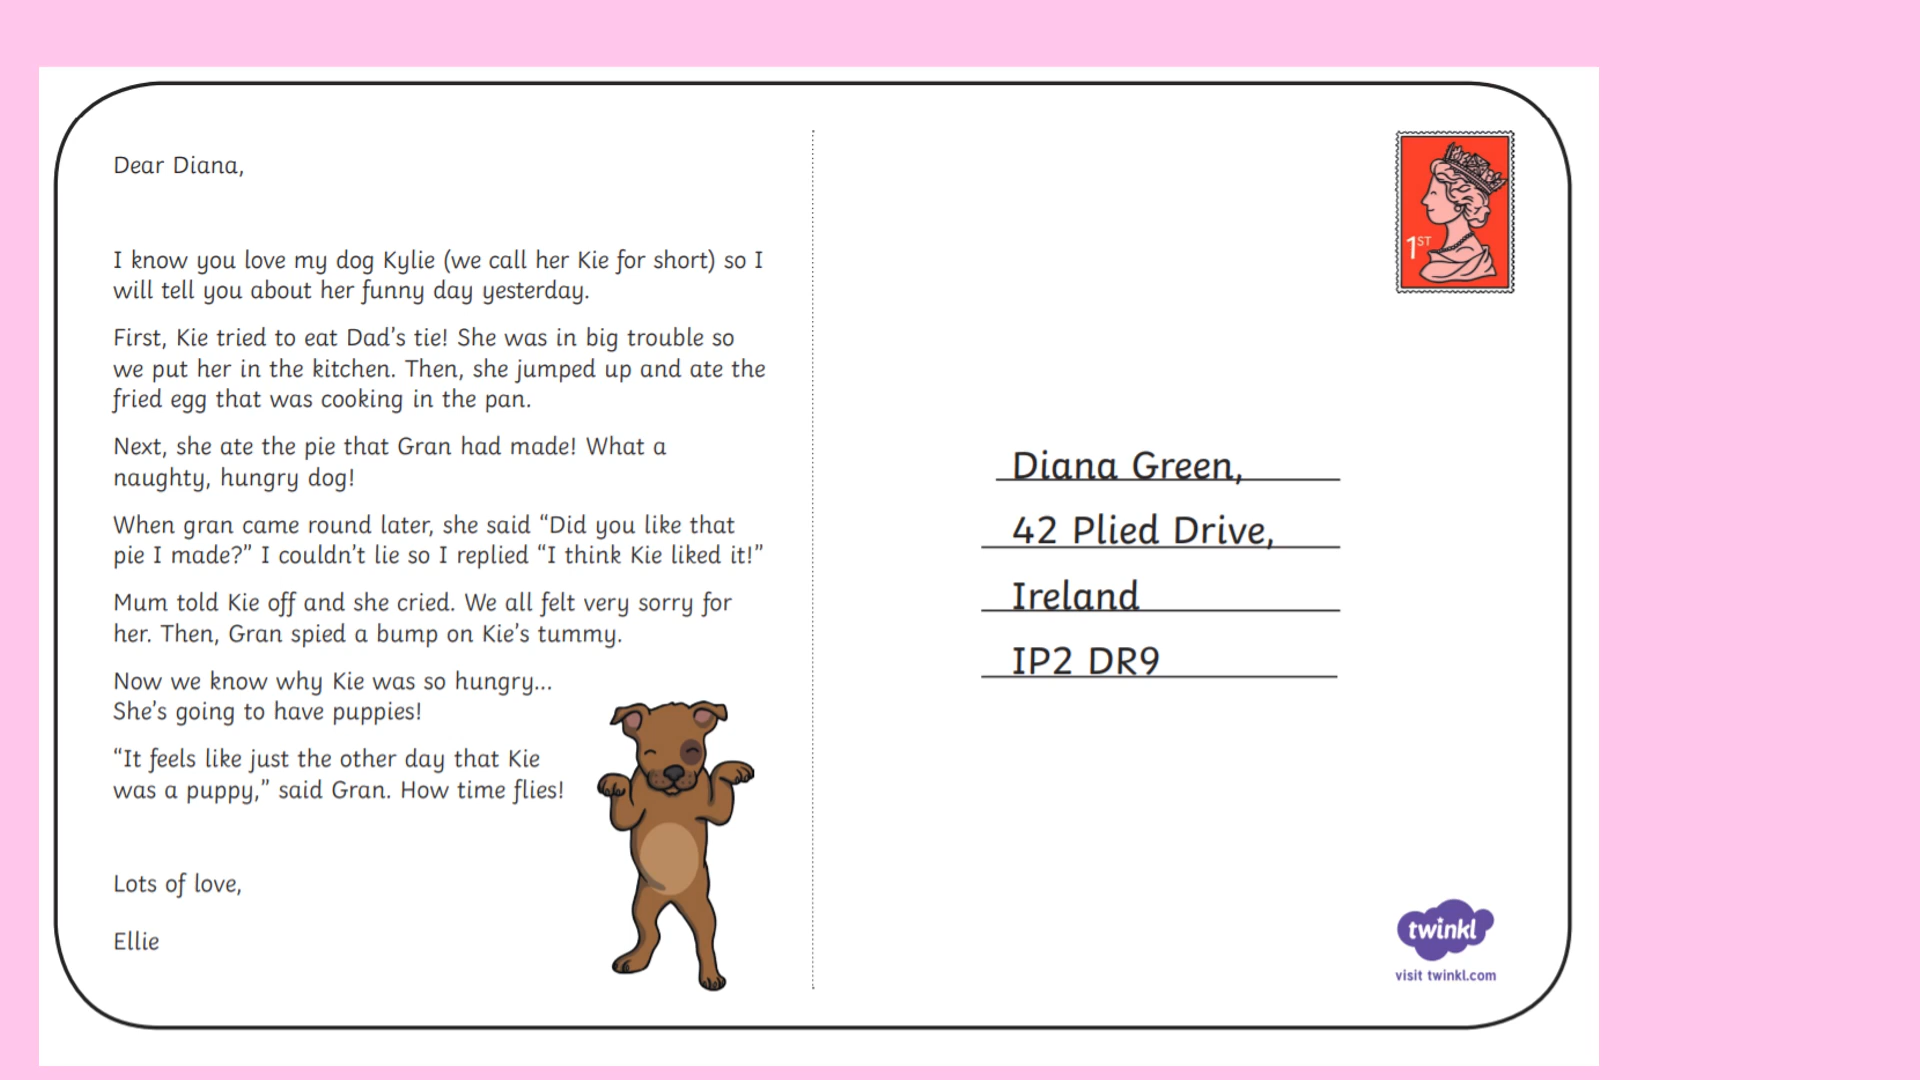 Dear Diana,
I know you love my dog Kylie (we call her Kie for short) so I
will tell you about her funny day yesterday.
First, Kie tried to eat Dad's tie! She was in big trouble so
we put her in the kitchen. Then, she jumped up and ate the
fried egg that was cooking in the pan.
Next, she ate the pie that Gran had made! What a
naughty, hungry dog!
When gran came round later, she said “Did you like that
pie I made?” I couldn't lie so I replied “I think Kie liked it!”
Mum told Kie off and she cried. We all felt very sorry for
her. Then, Gran spied a bump on Kie's tummy.
Now we know why Kie was so hungry...
She's going to have puppies!
“It feels like just the other day that Kie
was a puppy,” said Gran. How time flies!
Lots of love,
Ellie
1ST
Diana Green,
42 Plied Drive,
Ireland
IP2 DR9
twinkl
visit twinkl.com